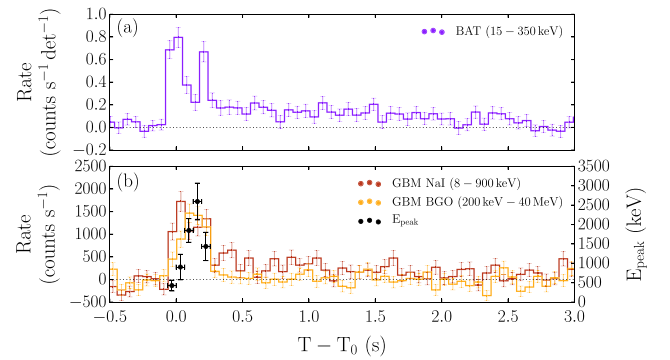 (a)
BAT (15 − 350 keV)
Rate
(counts s⁻¹ det⁻¹)
1.0
0.8
0.6
0.4
0.2
0.0
−0.2
(b)
GBM NaI (8 − 900 keV)
GBM BGO (200 keV − 40 MeV)
E_peak
Rate
(counts s⁻¹)
2500
2000
1500
1000
500
0
−500
3500
3000
2500
2000
1500
1000
500
0
E_peak (keV)
−0.5 0.0 0.5 1.0 1.5 2.0 2.5 3.0
T − T₀ (s)